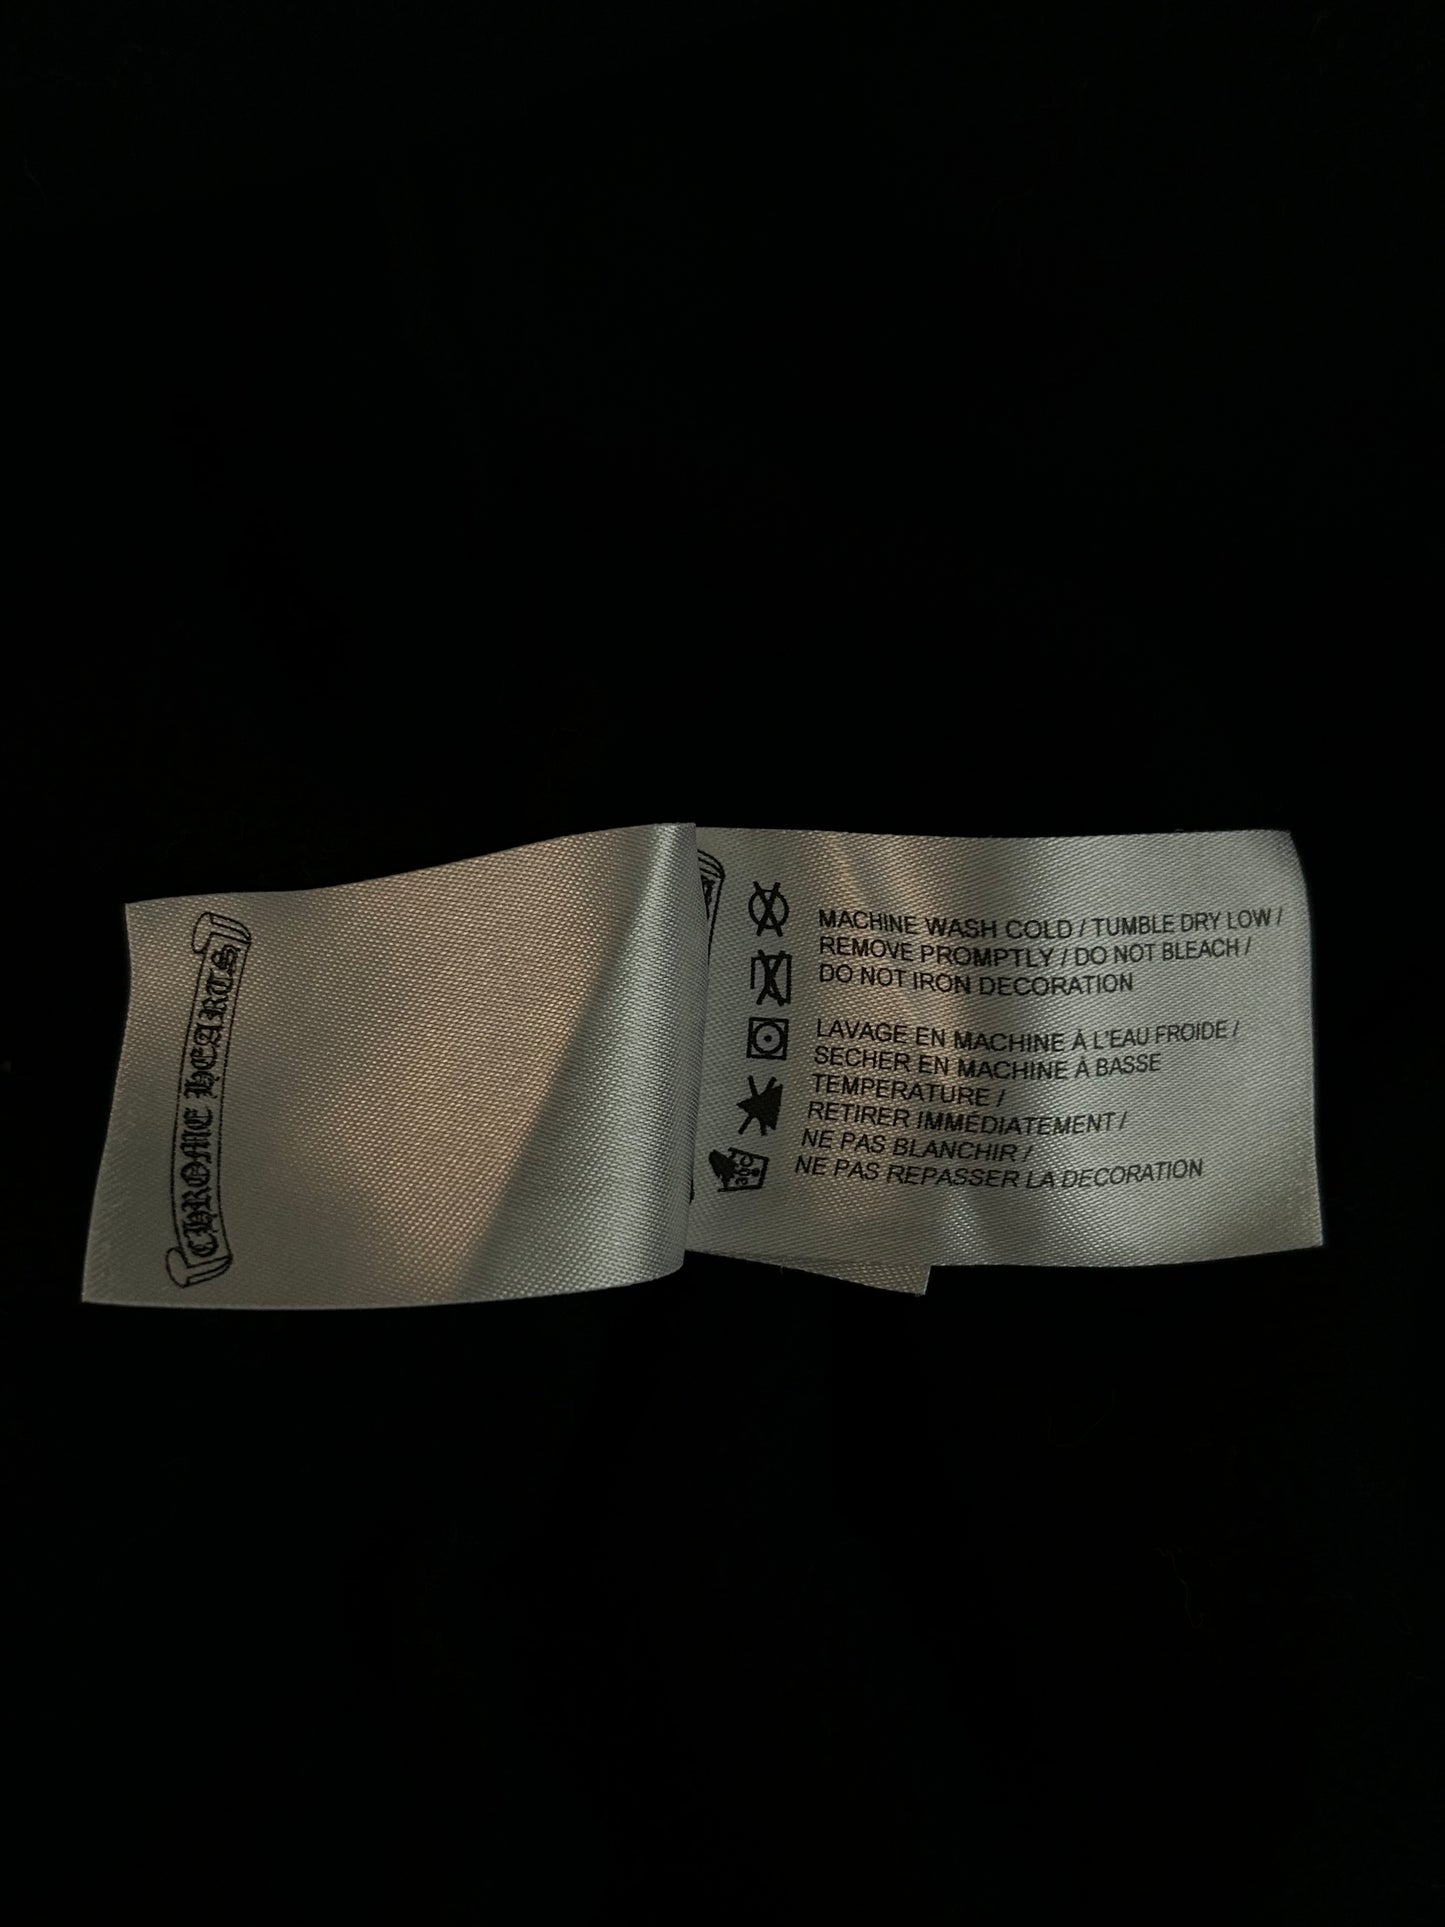 CHROME HEARTS
MACHINE WASH COLD / TUMBLE DRY LOW /
REMOVE PROMPTLY / DO NOT BLEACH /
DO NOT IRON DECORATION
LAVAGE EN MACHINE À L'EAU FROIDE /
SECHER EN MACHINE À BASSE
TEMPERATURE /
RETIRER IMMÉDIATEMENT /
NE PAS BLANCHIR /
NE PAS REPASSER LA DECORATION